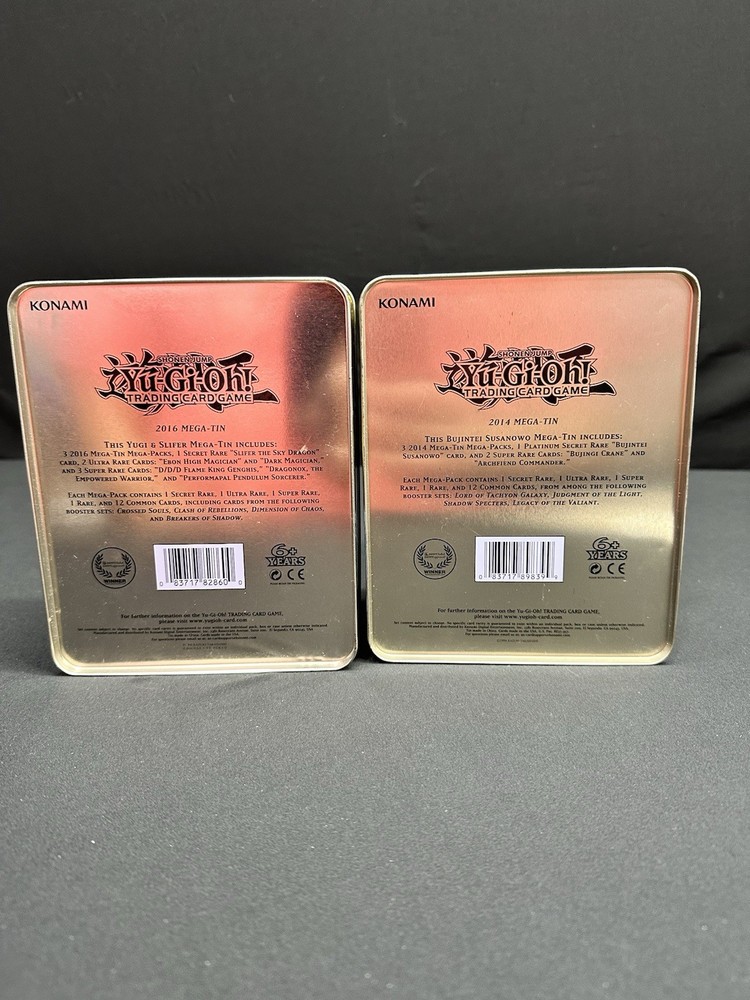 KONAMI
SHONEN JUMP
Yu-Gi-Oh!
TRADING CARD GAME
2016 MEGA-TIN
THIS YUGI & SLIFER MEGA-TIN INCLUDES:
3 2016 MEGA-TIN MEGA-PACKS, 1 SECRET RARE "SLIFER THE SKY DRAGON"
CARD, 2 ULTRA RARE CARDS: "EBON HIGH MAGICIAN" AND "DARK MAGICIAN,"
AND 3 SUPER RARE CARDS: "D/D/D FLAME KING GENGHIS," "DRAGONOX, THE
EMPOWERED WARRIOR," AND "PERFORMAPAL PENDULUM SORCERER."
EACH MEGA-PACK CONTAINS 1 SECRET RARE, 1 ULTRA RARE, 1 SUPER RARE,
1 RARE, AND 12 COMMON CARDS, INCLUDING CARDS FROM THE FOLLOWING
BOOSTER SETS: CROSSED SOULS, CLASH OF REBELLIONS, DIMENSION OF CHAOS,
AND BREAKERS OF SHADOW.
WINNER
0 83717 82860 0
6+
YEARS
CE
For further information on the Yu-Gi-Oh! TRADING CARD GAME,
please visit www.yugioh-card.com
KONAMI
SHONEN JUMP
Yu-Gi-Oh!
TRADING CARD GAME
2014 MEGA-TIN
THIS BUJINTEI SUSANOWO MEGA-TIN INCLUDES:
3 2014 MEGA-TIN MEGA-PACKS, 1 PLATINUM SECRET RARE "BUJINTEI
SUSANOWO" CARD, AND 2 SUPER RARE CARDS: "BUJINGI CRANE" AND
"ARCHFIEND COMMANDER."
EACH MEGA-PACK CONTAINS 1 SECRET RARE, 1 ULTRA RARE, 1 SUPER
RARE, 1 RARE, AND 12 COMMON CARDS, FROM AMONG THE FOLLOWING
BOOSTER SETS: LORD OF TACHYON GALAXY, JUDGMENT OF THE LIGHT,
SHADOW SPECTERS, LEGACY OF THE VALIANT.
WINNER
0 83717 89839 9
6+
YEARS
CE
For further information on the Yu-Gi-Oh! TRADING CARD GAME,
please visit www.yugioh-card.com